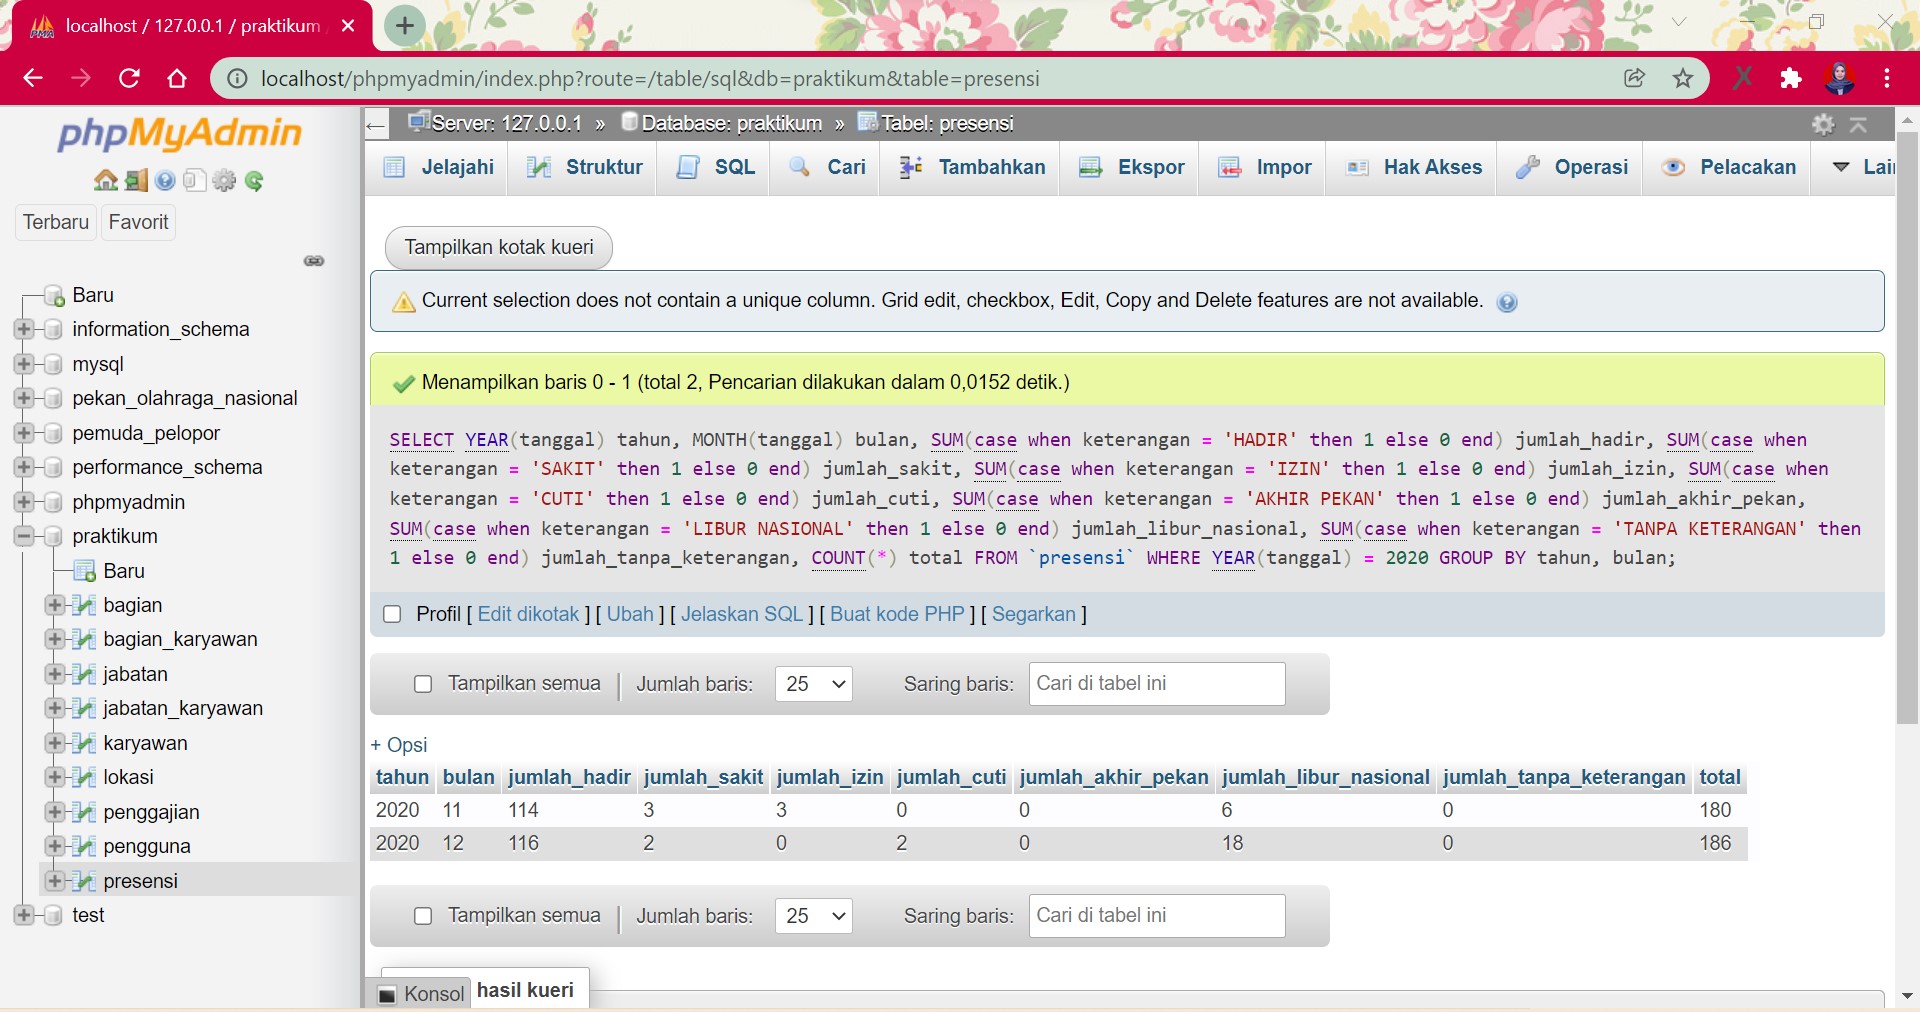 localhost / 127.0.0.1 / praktikum
localhost/phpmyadmin/index.php?route=/table/sql&db=praktikum&table=presensi
phpMyAdmin
Terbaru
Favorit
Baru
information_schema
mysql
pekan_olahraga_nasional
pemuda_pelopor
performance_schema
phpmyadmin
praktikum
Baru
bagian
bagian_karyawan
jabatan
jabatan_karyawan
karyawan
lokasi
penggajian
pengguna
presensi
test
Server: 127.0.0.1 » Database: praktikum » Tabel: presensi
Jelajahi Struktur SQL Cari Tambahkan Ekspor Impor Hak Akses Operasi Pelacakan Lai
Tampilkan kotak kueri
Current selection does not contain a unique column. Grid edit, checkbox, Edit, Copy and Delete features are not available.
Menampilkan baris 0 - 1 (total 2, Pencarian dilakukan dalam 0,0152 detik.)
SELECT YEAR(tanggal) tahun, MONTH(tanggal) bulan, SUM(case when keterangan = 'HADIR' then 1 else 0 end) jumlah_hadir, SUM(case when
keterangan = 'SAKIT' then 1 else 0 end) jumlah_sakit, SUM(case when keterangan = 'IZIN' then 1 else 0 end) jumlah_izin, SUM(case when
keterangan = 'CUTI' then 1 else 0 end) jumlah_cuti, SUM(case when keterangan = 'AKHIR PEKAN' then 1 else 0 end) jumlah_akhir_pekan,
SUM(case when keterangan = 'LIBUR NASIONAL' then 1 else 0 end) jumlah_libur_nasional, SUM(case when keterangan = 'TANPA KETERANGAN' then
1 else 0 end) jumlah_tanpa_keterangan, COUNT(*) total FROM `presensi` WHERE YEAR(tanggal) = 2020 GROUP BY tahun, bulan;
Profil [ Edit dikotak ] [ Ubah ] [ Jelaskan SQL ] [ Buat kode PHP ] [ Segarkan ]
Tampilkan semua | Jumlah baris: 25 Saring baris: Cari di tabel ini
+ Opsi
tahun bulan jumlah_hadir jumlah_sakit jumlah_izin jumlah_cuti jumlah_akhir_pekan jumlah_libur_nasional jumlah_tanpa_keterangan total
2020 11 114 3 3 0 0 6 0 180
2020 12 116 2 0 2 0 18 0 186
Tampilkan semua | Jumlah baris: 25 Saring baris: Cari di tabel ini
Konsol hasil kueri